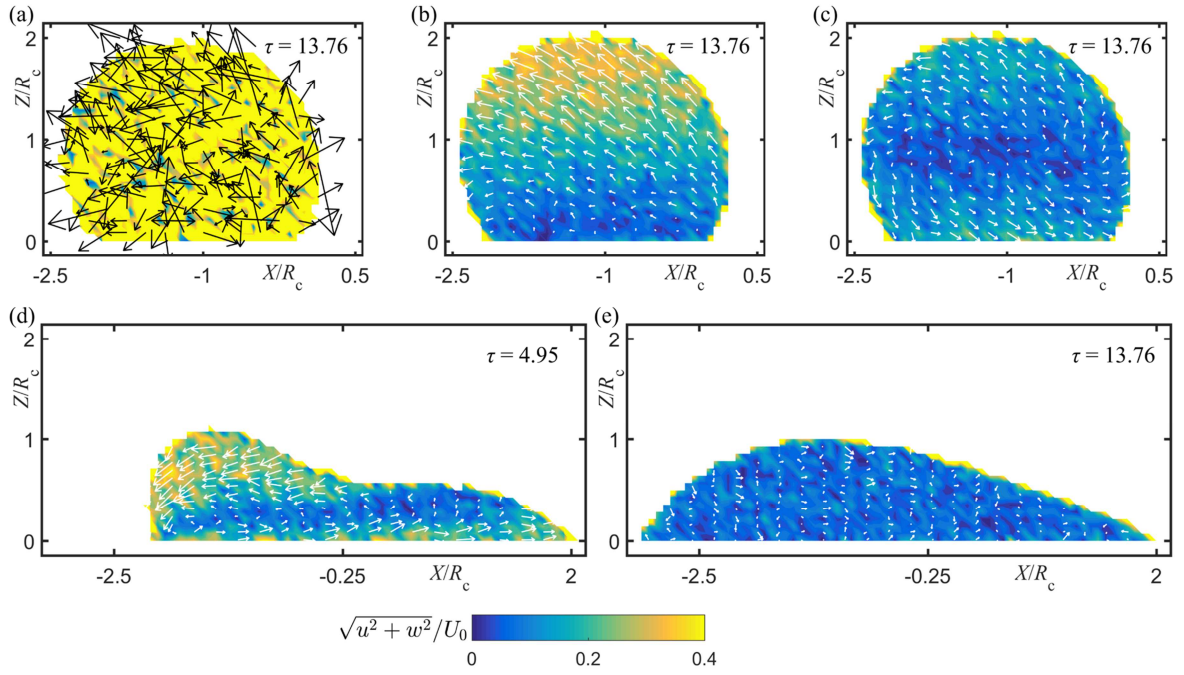 (a) τ = 13.76
(b) τ = 13.76
(c) τ = 13.76
Z/Rc 2 1 0
2 1 0
2 1 0
-2.5 -1 X/Rc 0.5
-2.5 -1 X/Rc 0.5
-2.5 -1 X/Rc 0.5
(d) τ = 4.95
(e) τ = 13.76
Z/Rc 2 1 0
Z/Rc 2 1 0
-2.5 -0.25 X/Rc 2
-2.5 -0.25 X/Rc 2
√u² + w²/U₀
0 0.2 0.4